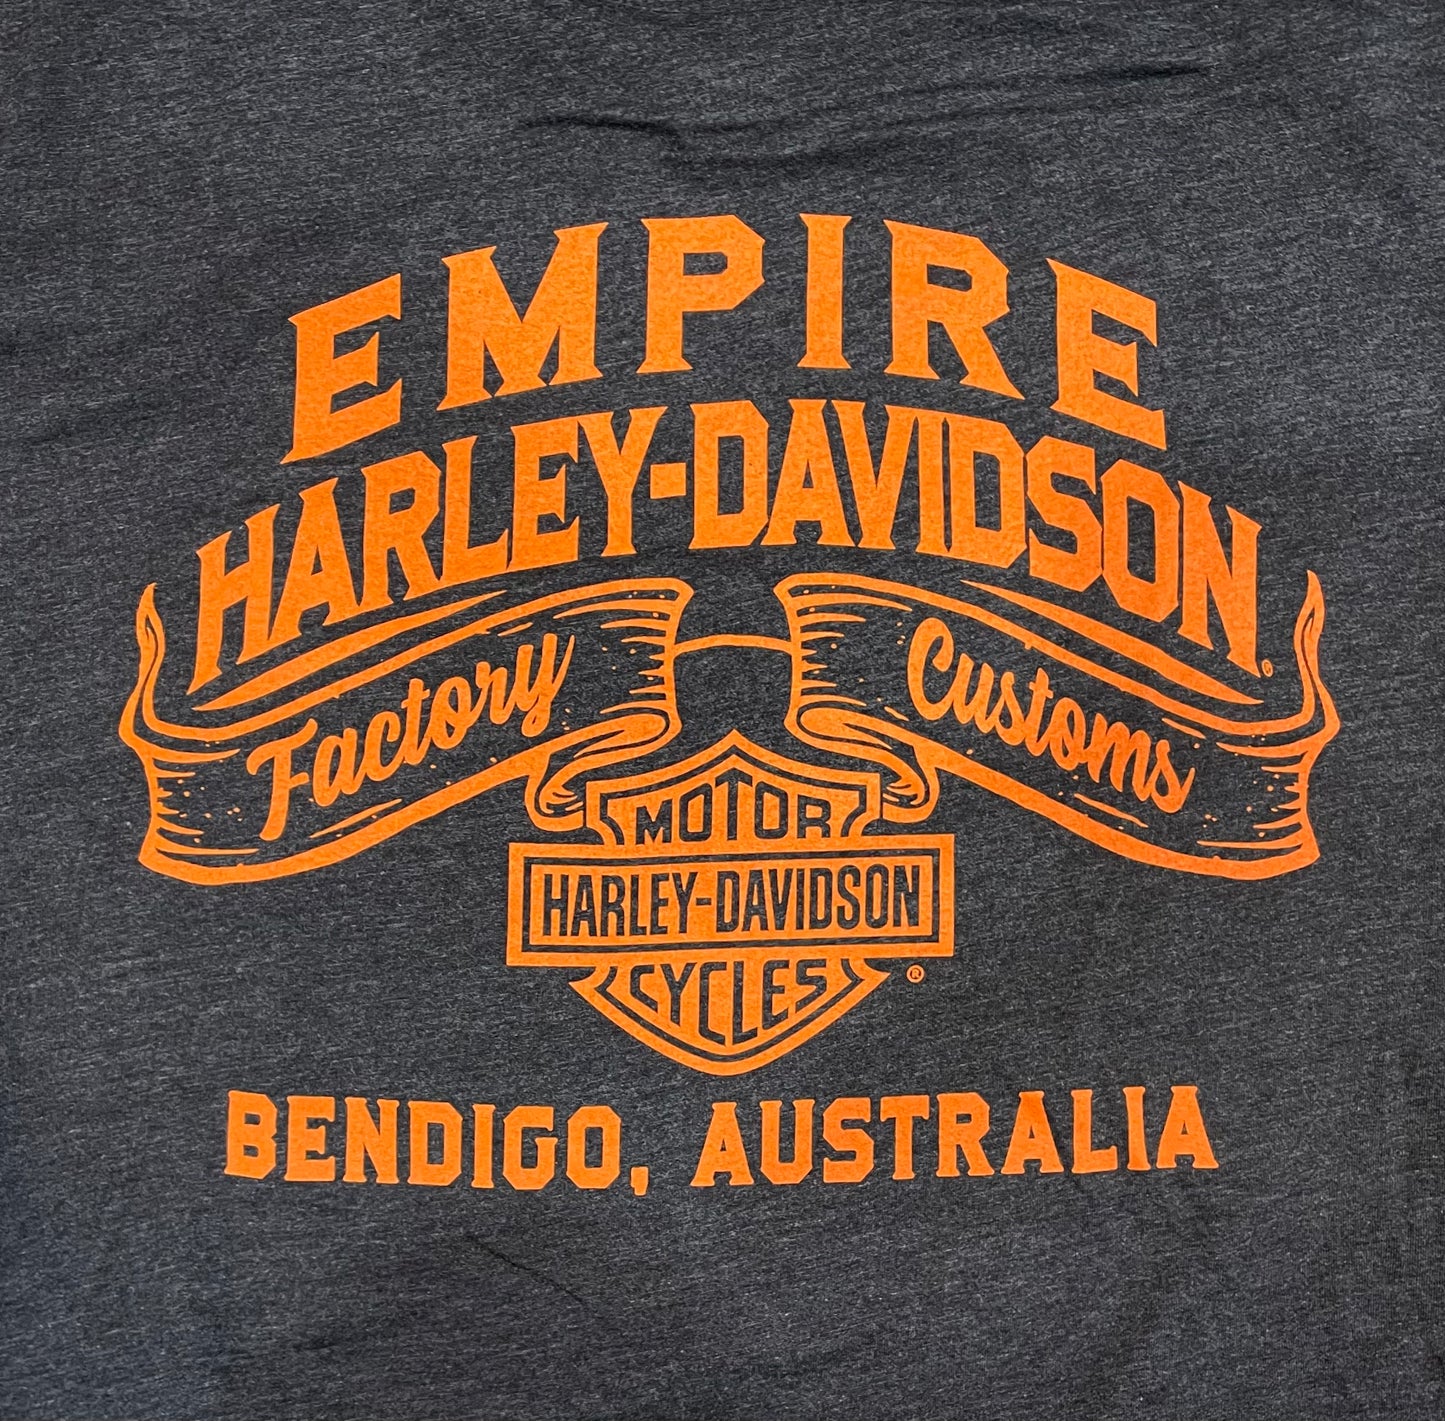 EMPIRE
HARLEY-DAVIDSON®
Factory Customs
MOTOR
HARLEY-DAVIDSON
CYCLES ®
BENDIGO, AUSTRALIA